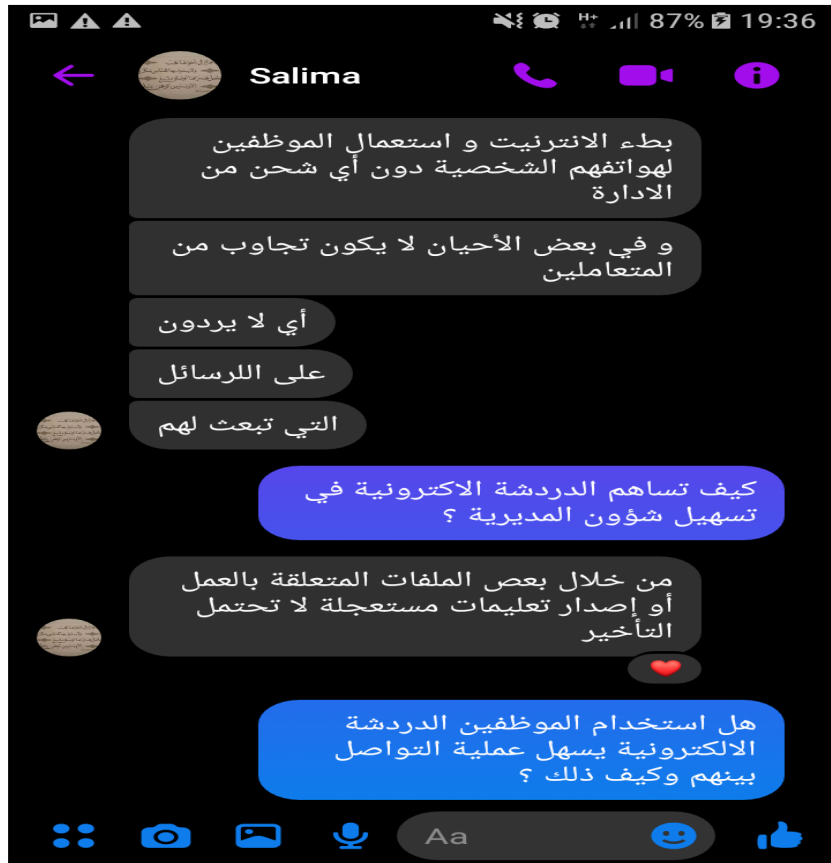 87% 19:36
Salima
بطء الانترنيت و استعمال الموظفين
لهواتفهم الشخصية دون أي شحن من
الادارة
و في بعض الأحيان لا يكون تجاوب من
المتعاملين
أي لا يردون
على اللرسائل
التي تبعث لهم
كيف تساهم الدردشة الاكترونية في
تسهيل شؤون المديرية ؟
من خلال بعص الملفات المتعلقة بالعمل
أو إصدار تعليمات مستعجلة لا تحتمل
التأخير
هل استخدام الموظفين الدردشة
الالكترونية يسهل عملية التواصل
بينهم وكيف ذلك ؟
Aa